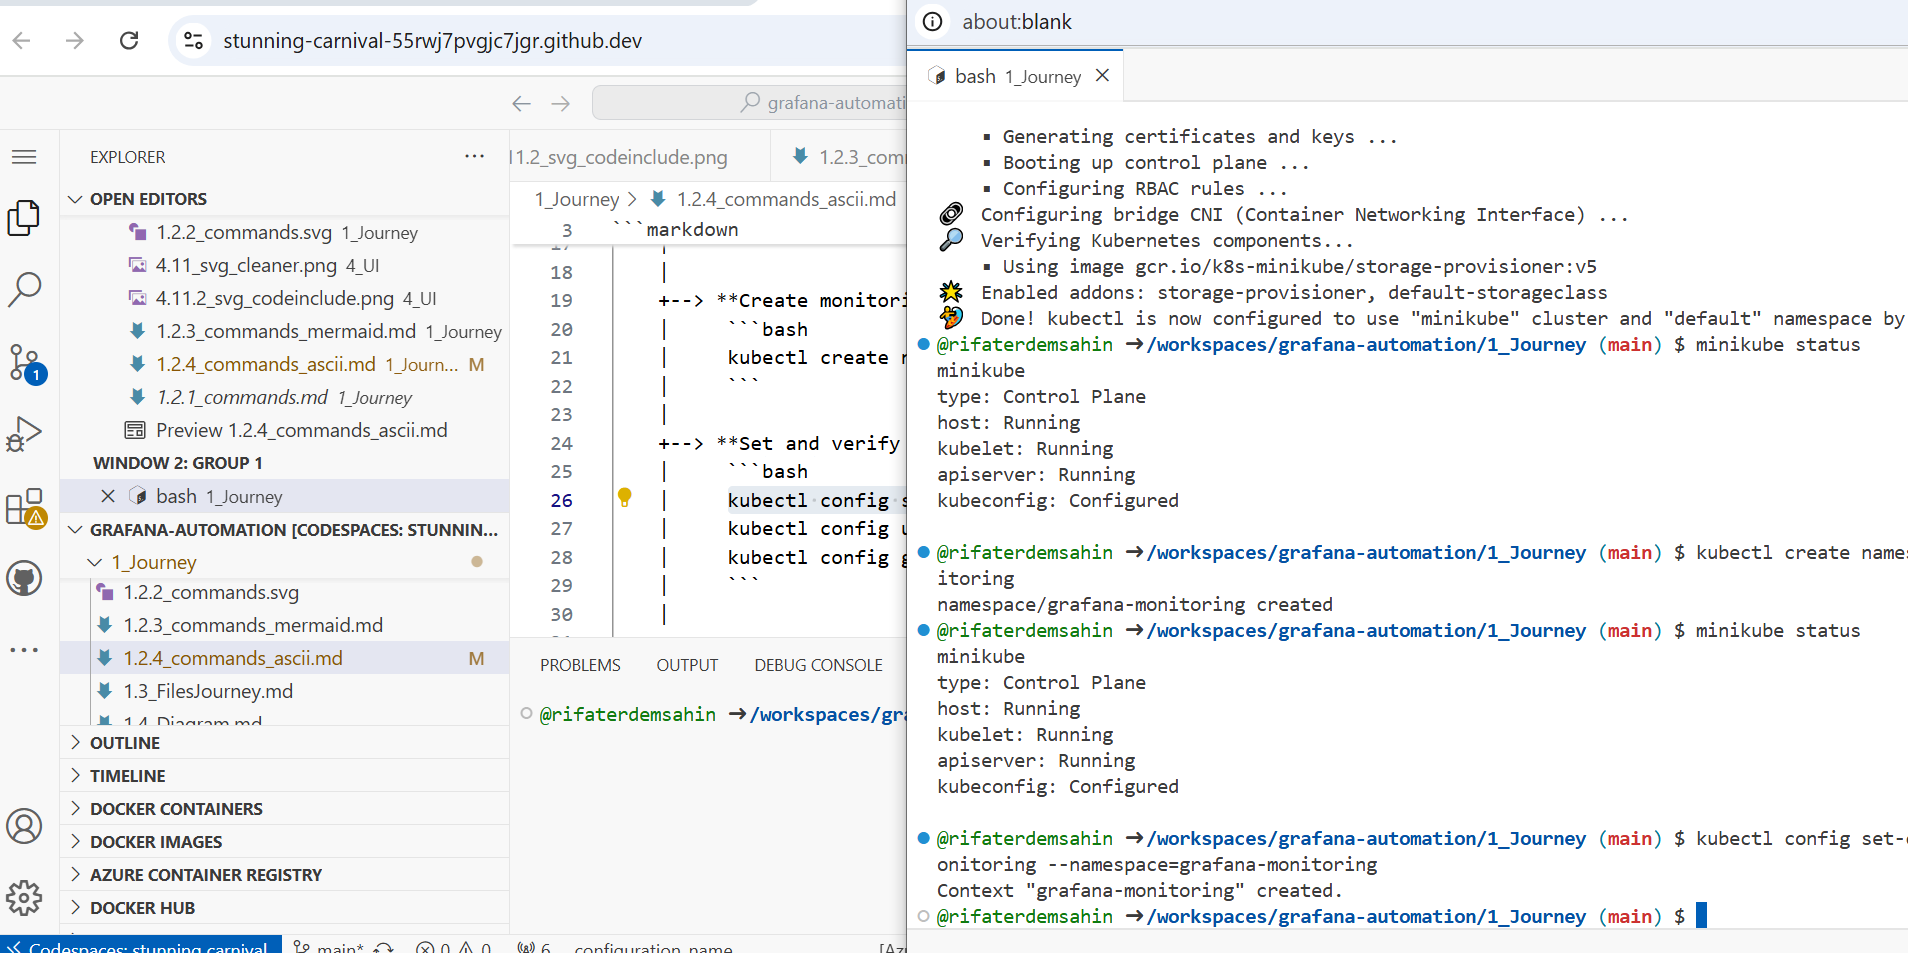 stunning-carnival-55rwj7pvgjc7jgr.github.dev
grafana-automati
EXPLORER
OPEN EDITORS
1.2.2_commands.svg 1_Journey
4.11_svg_cleaner.png 4_UI
4.11.2_svg_codeinclude.png 4_UI
1.2.3_commands_mermaid.md 1_Journey
1.2.4_commands_ascii.md 1_Journ... M
1.2.1_commands.md 1_Journey
Preview 1.2.4_commands_ascii.md
WINDOW 2: GROUP 1
bash 1_Journey
GRAFANA-AUTOMATION [CODESPACES: STUNNIN...
1_Journey
1.2.2_commands.svg
1.2.3_commands_mermaid.md
1.2.4_commands_ascii.md M
1.3_FilesJourney.md
1.4_Diagram.md
OUTLINE
TIMELINE
DOCKER CONTAINERS
DOCKER IMAGES
AZURE CONTAINER REGISTRY
DOCKER HUB
1
11.2_svg_codeinclude.png 1.2.3_com
1_Journey > 1.2.4_commands_ascii.md
3 ```markdown
17 |
18 |
19 +--> **Create monitori
20 | ```bash
21 | kubectl create n
22 | ```
23 |
24 +--> **Set and verify
25 | ```bash
26 | kubectl config s
27 | kubectl config u
28 | kubectl config g
29 | ```
30 |
PROBLEMS OUTPUT DEBUG CONSOLE
@rifaterdemsahin ➜/workspaces/gra
Codespaces: stunning carnival main* 0 0 6 configuration_name [Az
about:blank
bash 1_Journey
▪ Generating certificates and keys ...
▪ Booting up control plane ...
▪ Configuring RBAC rules ...
🔗 Configuring bridge CNI (Container Networking Interface) ...
🔎 Verifying Kubernetes components...
▪ Using image gcr.io/k8s-minikube/storage-provisioner:v5
🌟 Enabled addons: storage-provisioner, default-storageclass
🏄 Done! kubectl is now configured to use "minikube" cluster and "default" namespace by
@rifaterdemsahin ➜/workspaces/grafana-automation/1_Journey (main) $ minikube status
minikube
type: Control Plane
host: Running
kubelet: Running
apiserver: Running
kubeconfig: Configured
@rifaterdemsahin ➜/workspaces/grafana-automation/1_Journey (main) $ kubectl create names
itoring
namespace/grafana-monitoring created
@rifaterdemsahin ➜/workspaces/grafana-automation/1_Journey (main) $ minikube status
minikube
type: Control Plane
host: Running
kubelet: Running
apiserver: Running
kubeconfig: Configured
@rifaterdemsahin ➜/workspaces/grafana-automation/1_Journey (main) $ kubectl config set-c
onitoring --namespace=grafana-monitoring
Context "grafana-monitoring" created.
@rifaterdemsahin ➜/workspaces/grafana-automation/1_Journey (main) $